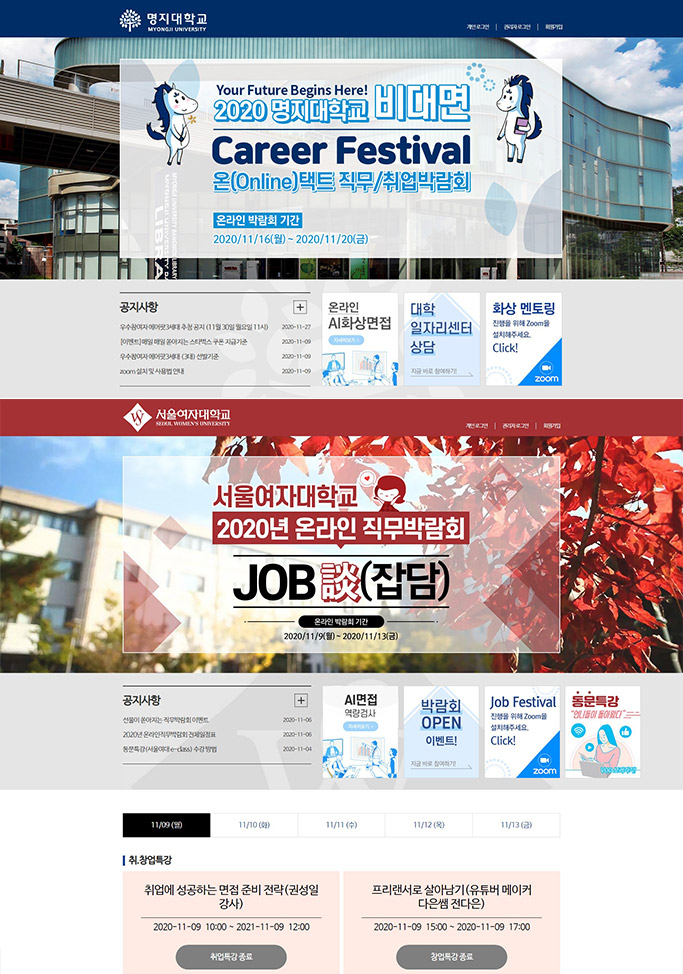 명지대학교
MYONGJI UNIVERSITY
개인 로그인 | 관리자 로그인 | 회원가입
Your Future Begins Here!
2020 명지대학교 비대면
Career Festival
온(Online)택트 직무/취업박람회
온라인 박람회 기간
2020/11/16(월) ~ 2020/11/20(금)
공지사항 +
우수참여자 에어팟3세대 추첨 공지 (11월 30일 월요일 11시) 2020-11-27
[이벤트] 매일 매일 쏟아지는 스타벅스 쿠폰 지급기준 2020-11-09
우수참여자 에어팟3세대 (3대) 선발기준 2020-11-09
zoom 설치 및 사용법 안내 2020-11-09
온라인
AI화상면접
자세히보기 >
대학
일자리센터
상담
지금 바로 참여하기!
화상 멘토링
진행을 위해 Zoom을
설치해주세요.
Click!
zoom
서울여자대학교
SEOUL WOMEN'S UNIVERSITY
개인 로그인 | 관리자 로그인 | 회원가입
서울여자대학교
2020년 온라인 직무박람회
JOB 談(잡담)
온라인 박람회 기간
2020/11/9(월) ~ 2020/11/13(금)
공지사항 +
선물이 쏟아지는 직무박람회 이벤트 2020-11-06
2020년 온라인직무박람회 전체일정표 2020-11-06
동문특강(서울여대 e-class) 수강 방법 2020-11-04
AI면접
역량검사
자세히보기 >
박람회
OPEN
이벤트!
지금 바로 참여하기!
Job Festival
진행을 위해 Zoom을
설치해주세요.
Click!
zoom
동문특강
"언니들이 돌아왔다"
11/09 (월) 11/10 (화) 11/11 (수) 11/12 (목) 11/13 (금)
취.창업특강
취업에 성공하는 면접 준비 전략(권성일
강사)
2020-11-09 10:00 ~ 2021-11-09 12:00
취업특강 종료
프리랜서로 살아남기(유튜버 메이커
다은쌤 전다은)
2020-11-09 15:00 ~ 2020-11-09 17:00
창업특강 종료